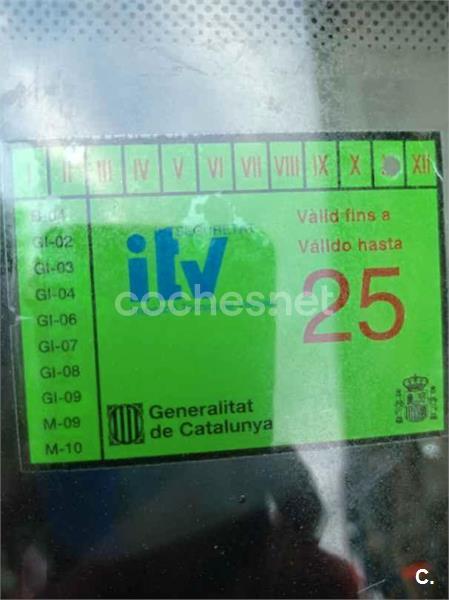 I II III IV V VI VII VIII IX X XII
B-04
GI-02
GI-03
GI-04
GI-06
GI-07
GI-08
GI-09
M-09
M-10
itv
Vàlid fins a
Válido hasta
25
coches.net
Generalitat
de Catalunya
C.